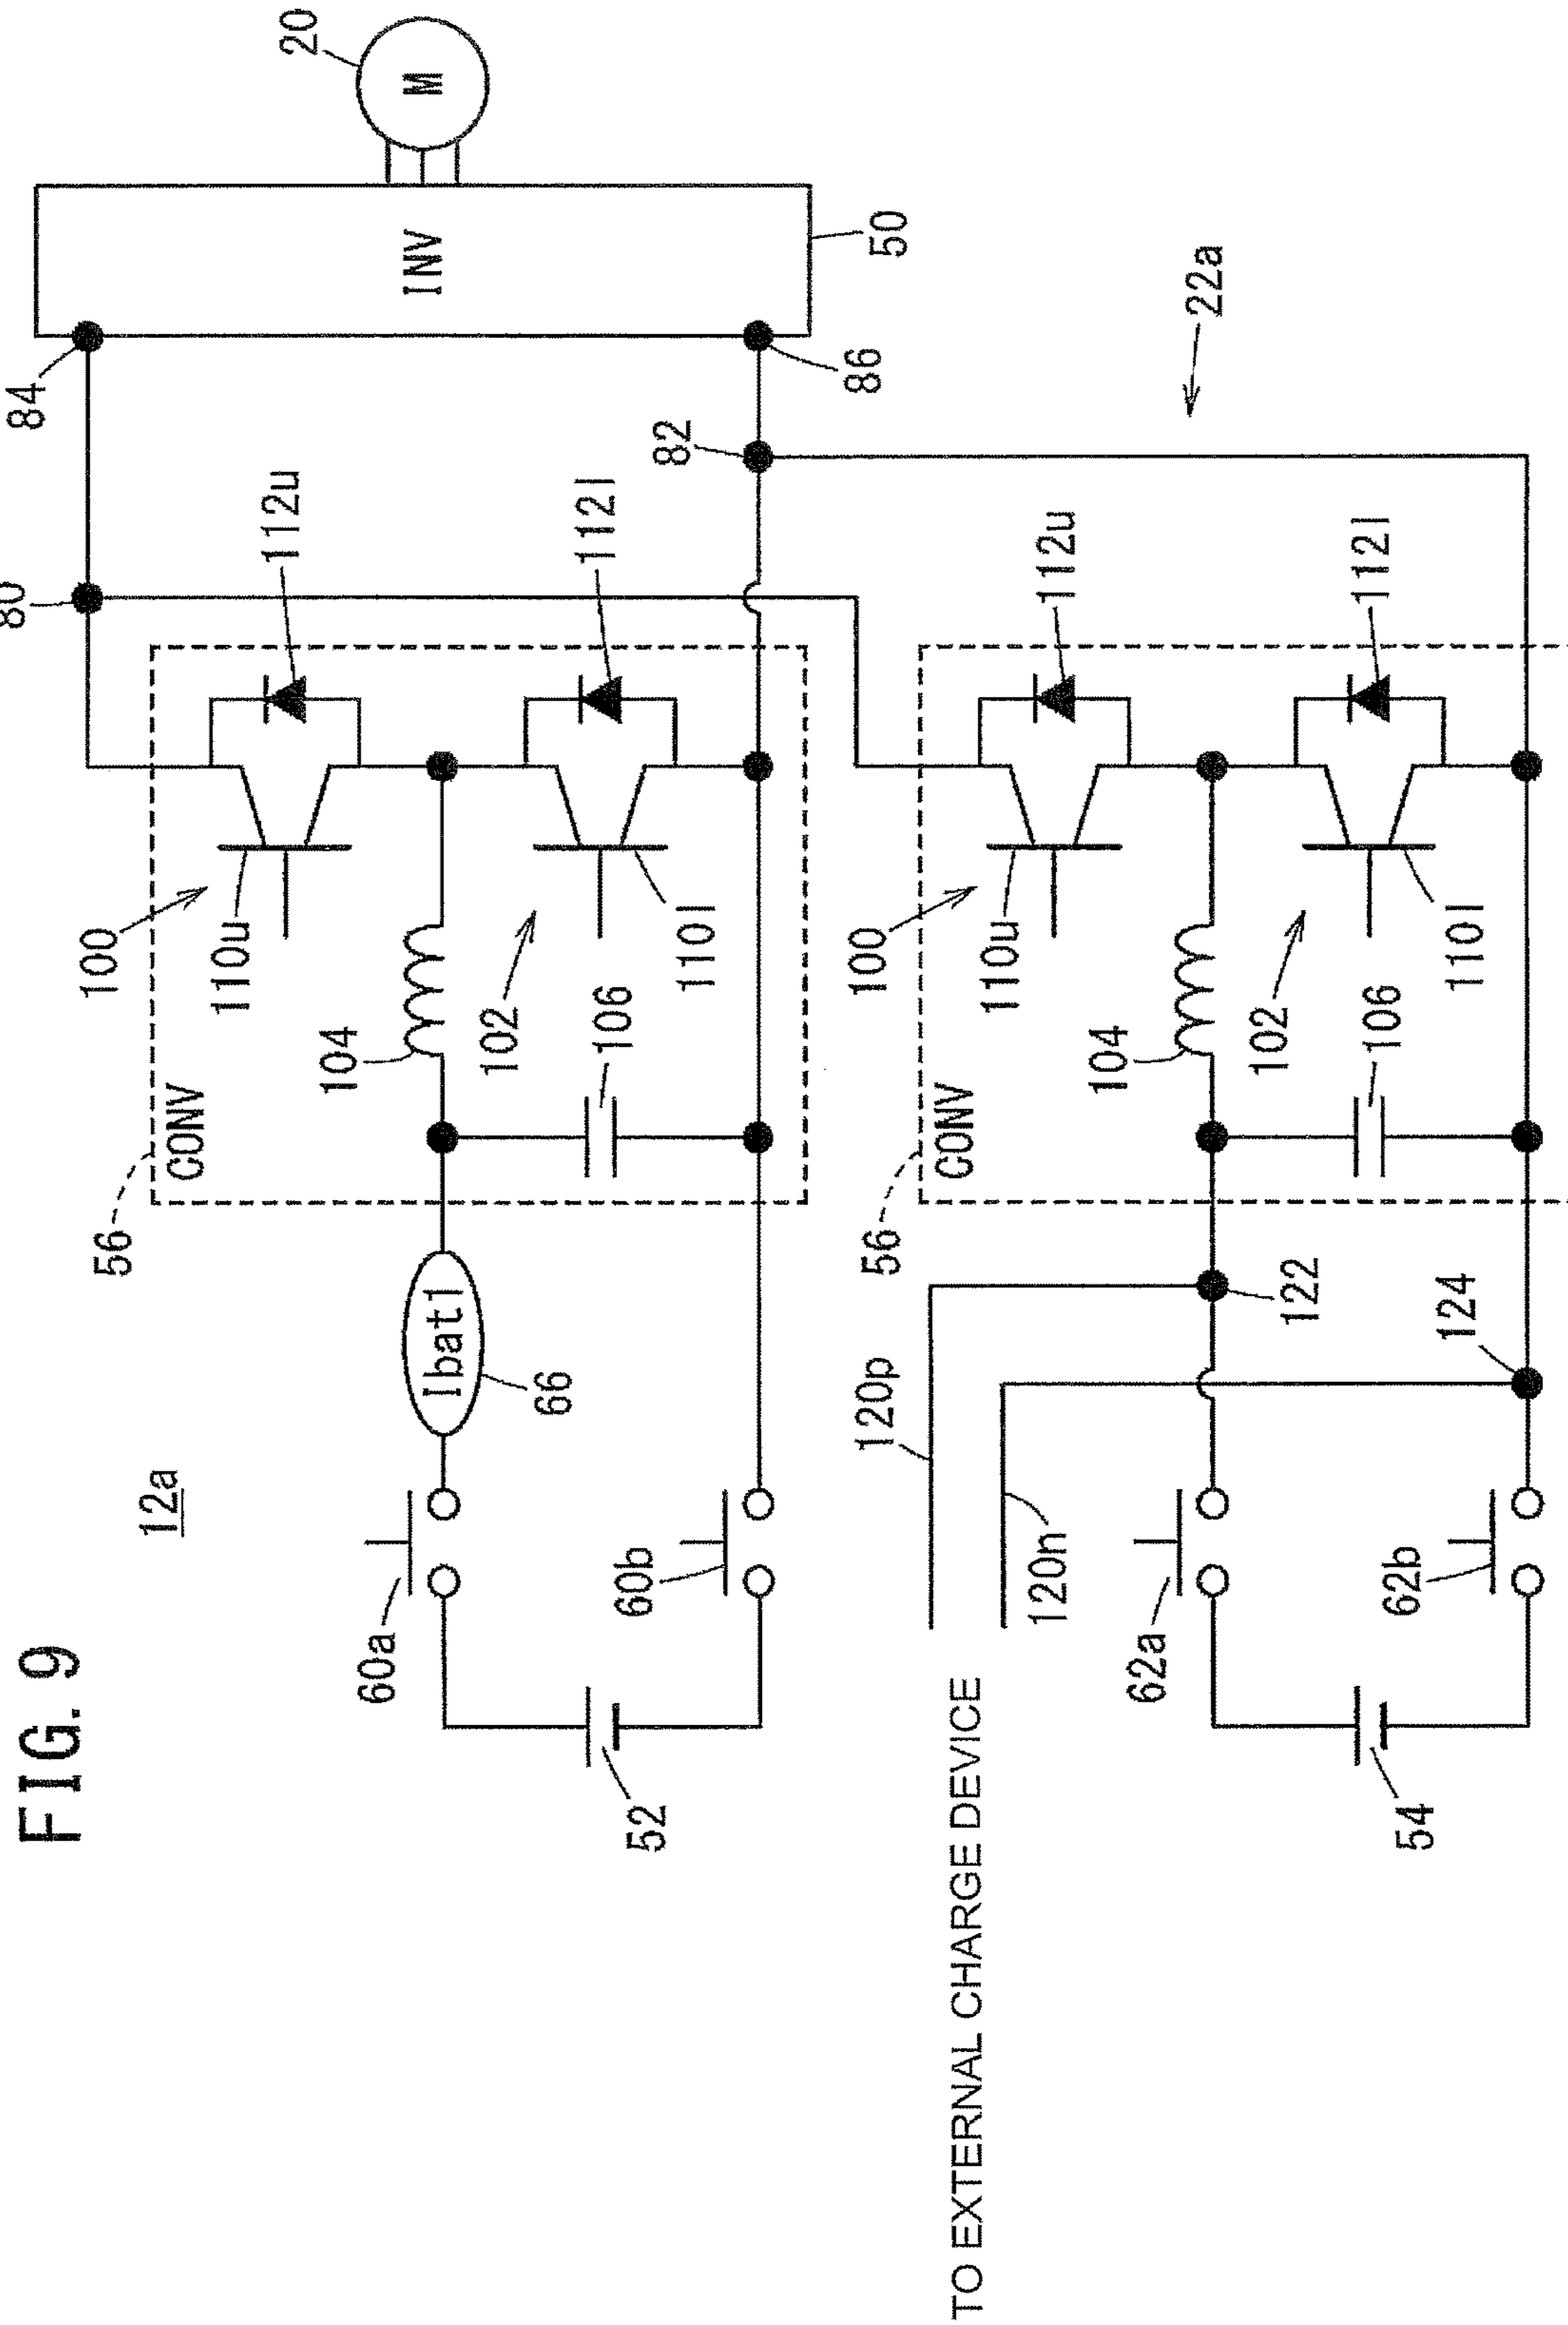 FIG. 9
12a
60a
52
60b
66
Ibat1
56
CONV
104
106
100
110u
102
110l
112u
112l
80
82
84
86
INV
50
20
M
22a
TO EXTERNAL CHARGE DEVICE
120p
120n
62a
54
62b
122
124
56
CONV
104
106
100
110u
102
110l
112u
112l